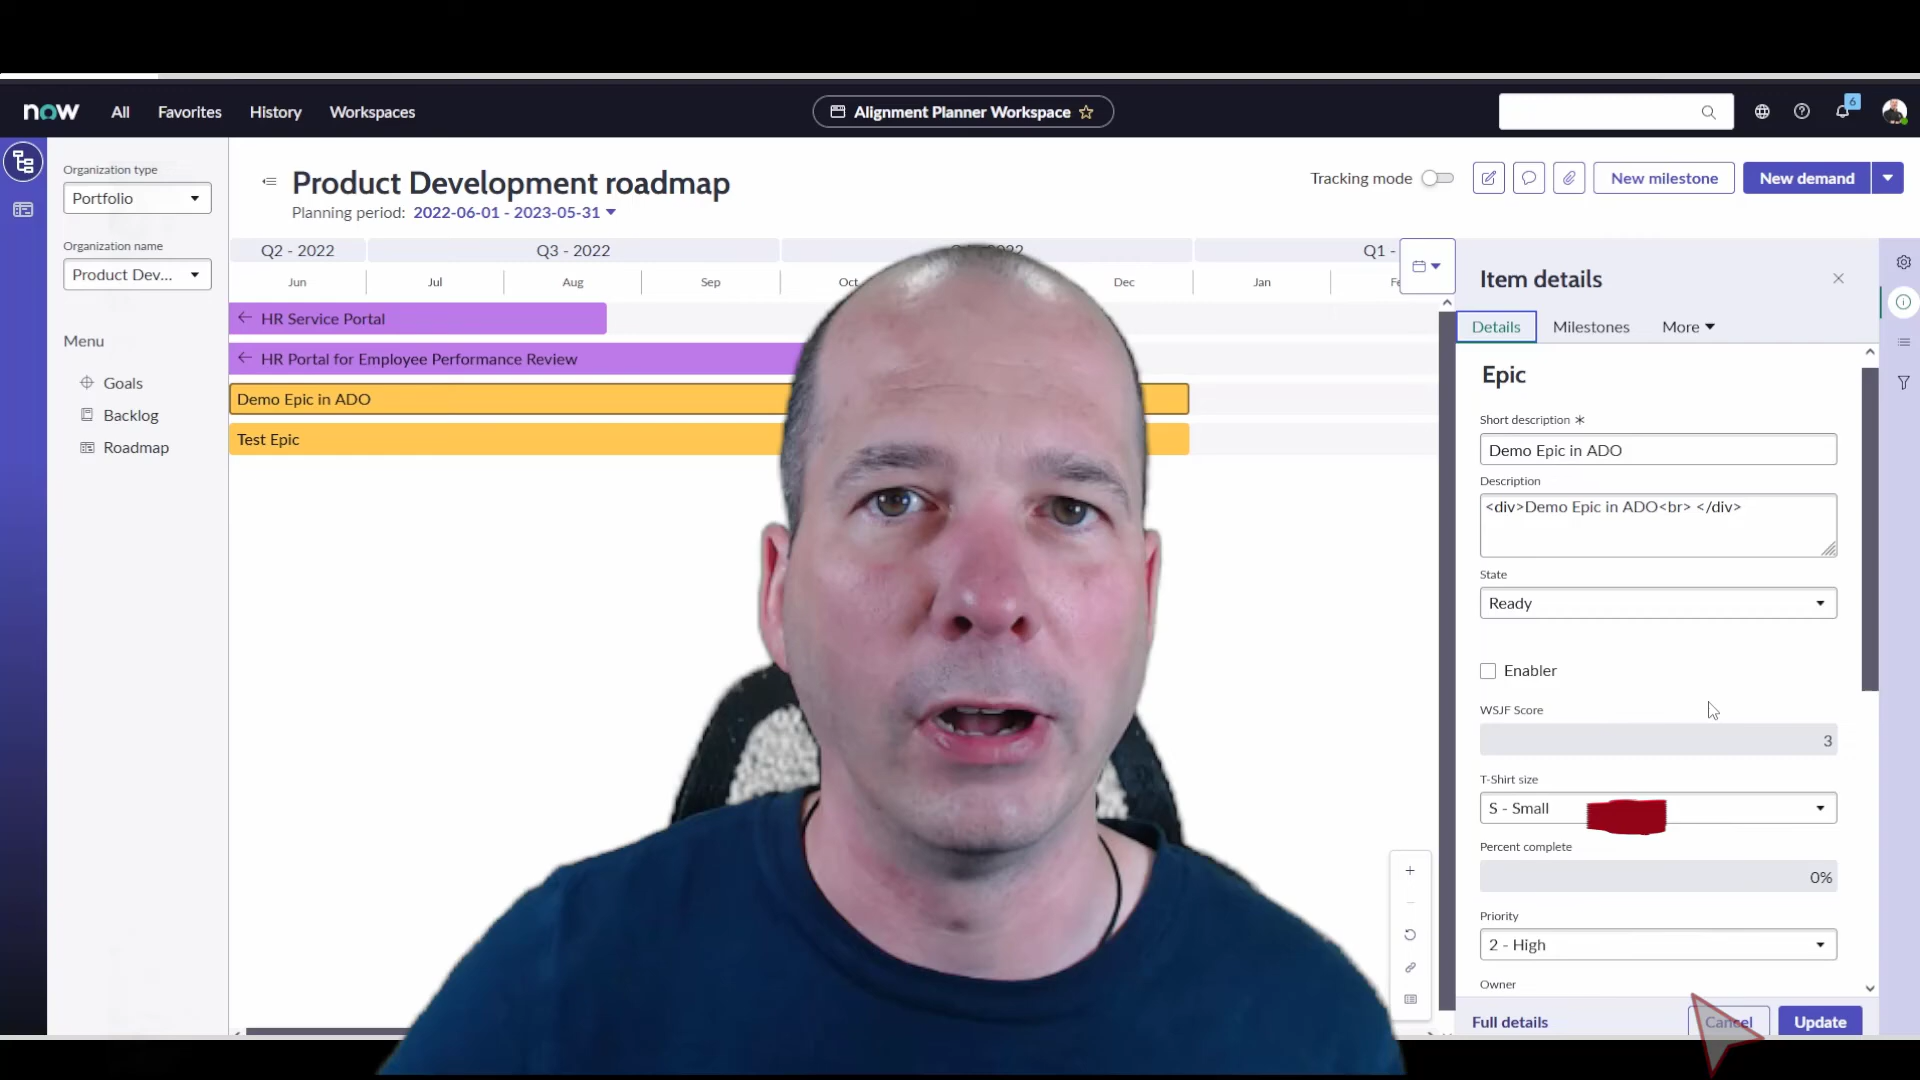 now All Favorites History Workspaces
Alignment Planner Workspace
6
Organization type
Portfolio
Organization name
Product Dev...
Menu
Goals
Backlog
Roadmap
Product Development roadmap
Planning period: 2022-06-01 - 2023-05-31
Tracking mode
New milestone
New demand
Q2 - 2022 Q3 - 2022 2022 Q1 -
Jun Jul Aug Sep Oct Dec Jan
HR Service Portal
HR Portal for Employee Performance Review
Demo Epic in ADO
Test Epic
Item details
Details Milestones More
Epic
Short description *
Demo Epic in ADO
Description
<div>Demo Epic in ADO<br> </div>
State
Ready
Enabler
WSJF Score
3
T-Shirt size
S - Small
Percent complete
0%
Priority
2 - High
Owner
Full details Cancel Update